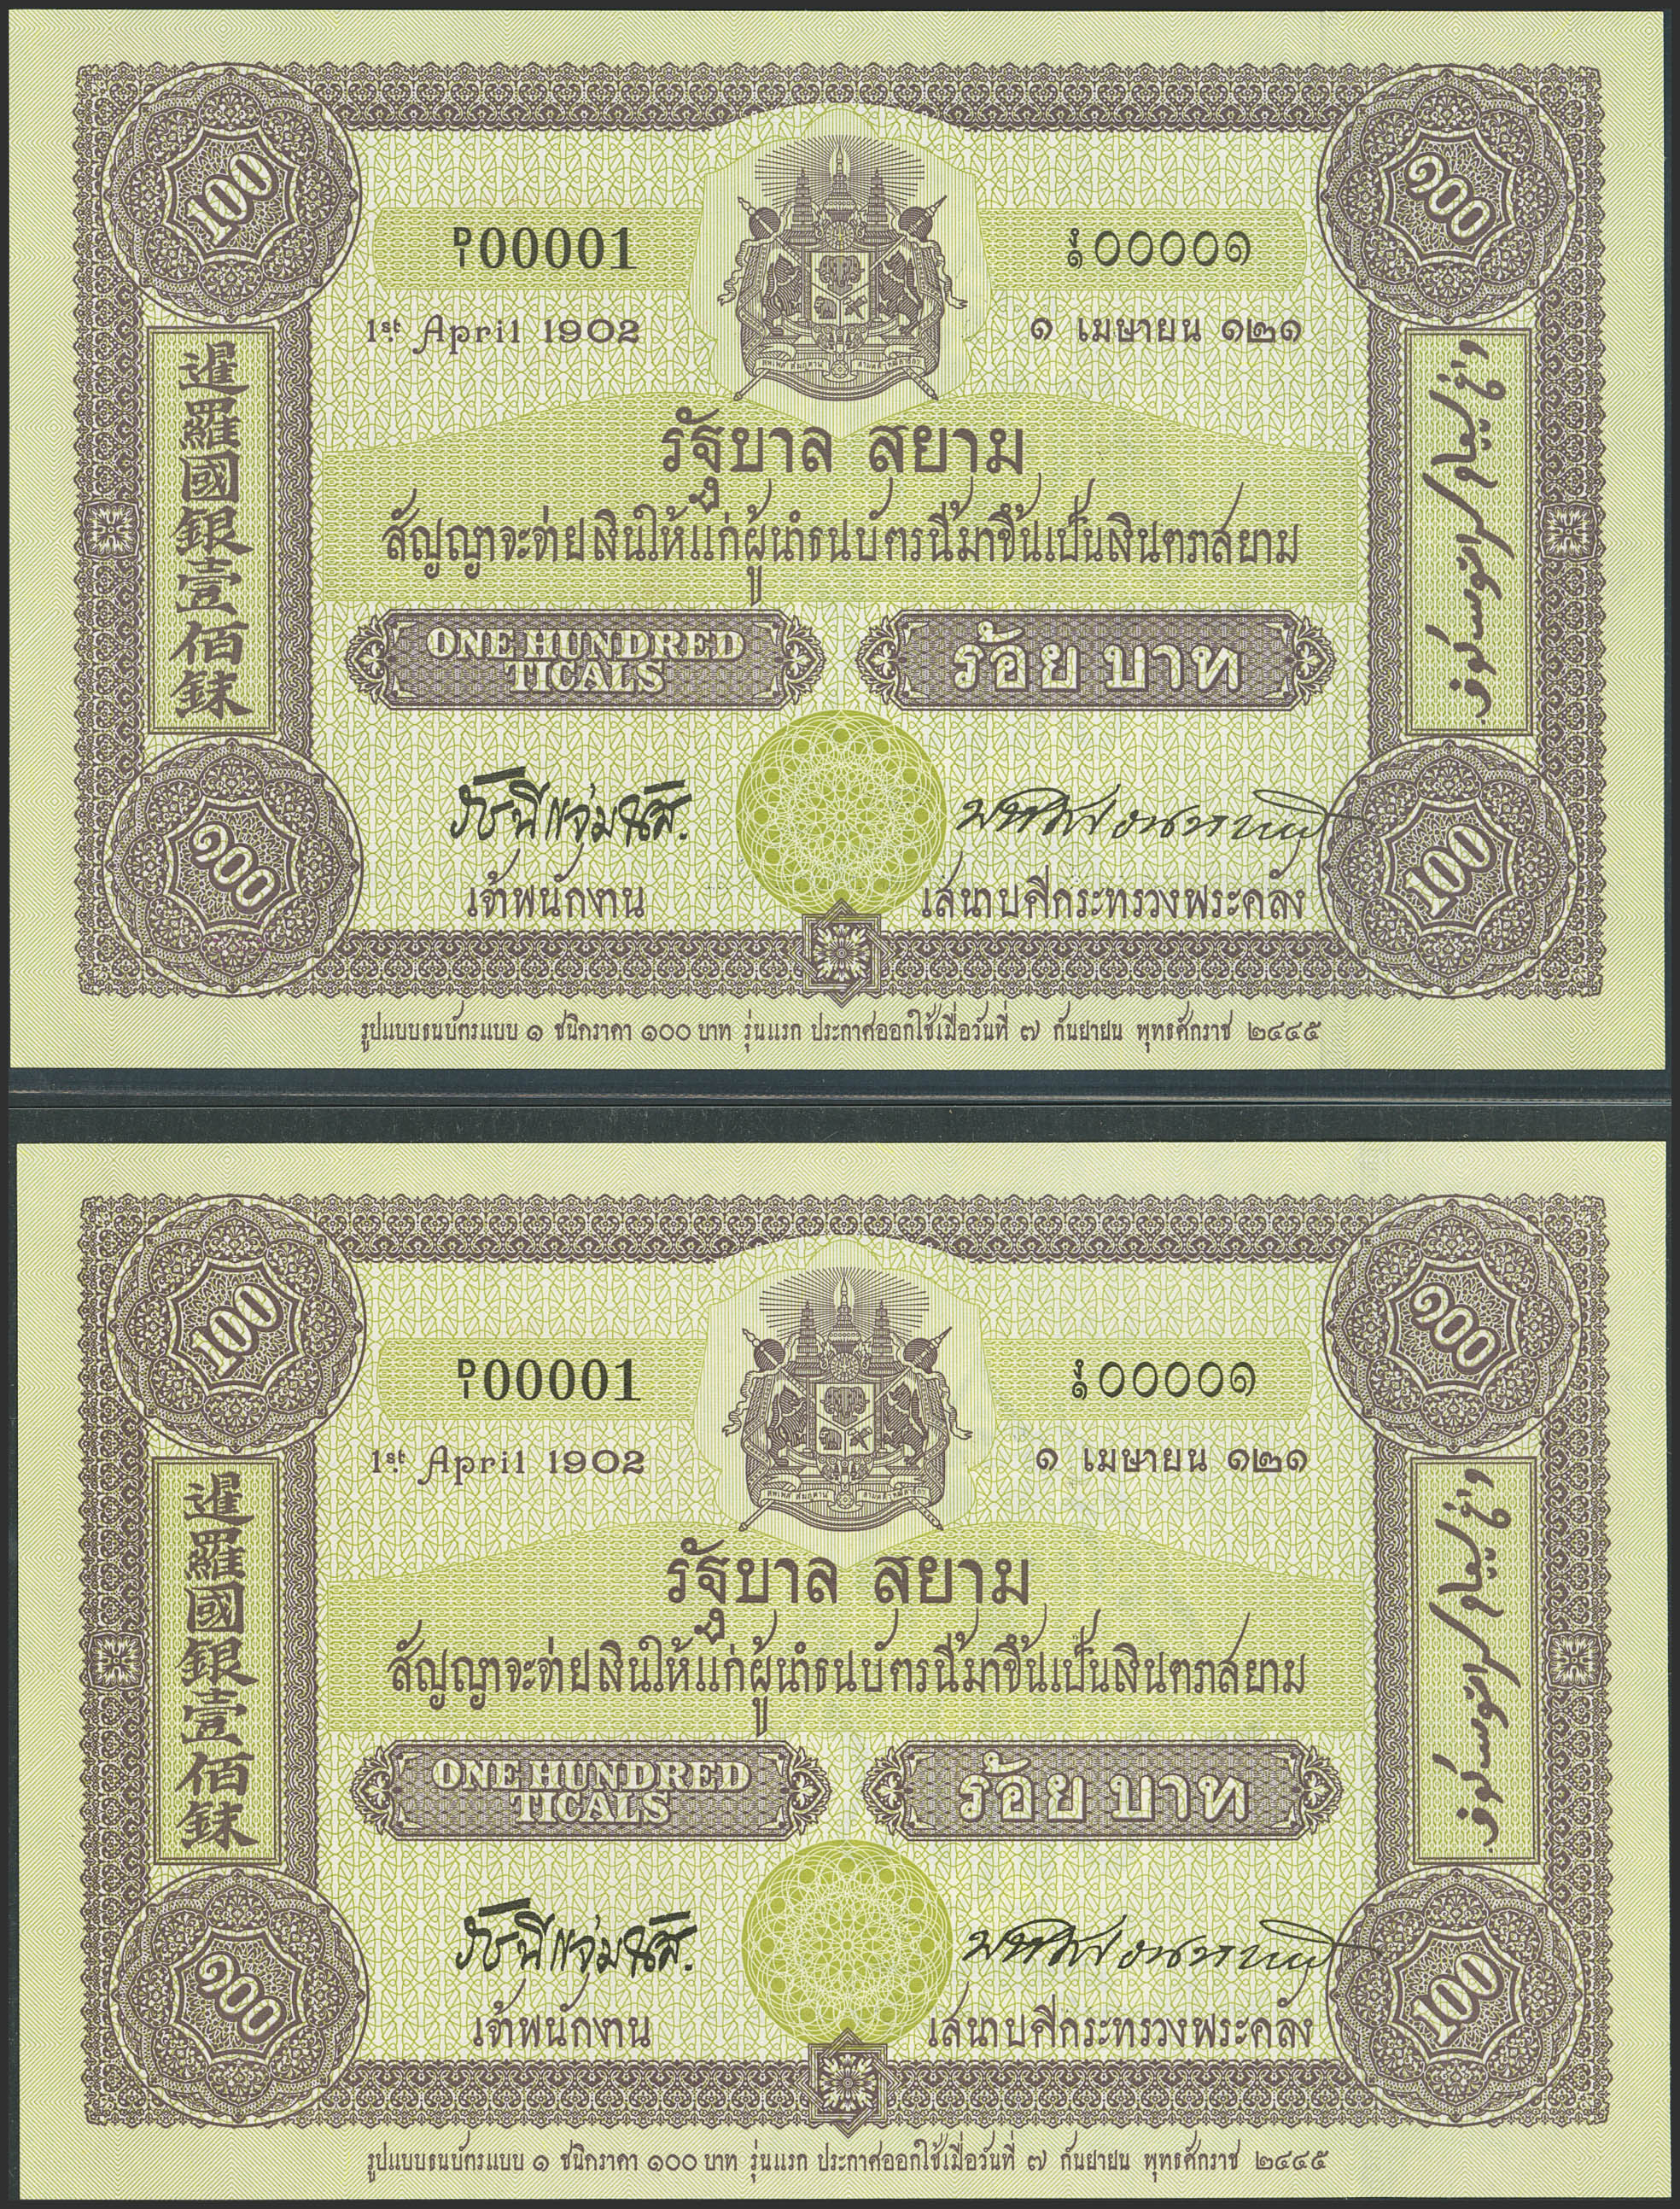 100
๑๐๐
P/1 00001
ร/๑ ๐๐๐๐๑
1st April 1902
๑ เมษายน ๑๒๑
暹羅國銀壹佰銇
รัฐบาล สยาม
สัญญาจะจ่ายเงินให้แก่ผู้นำธนบัตรนี้มาขึ้นเป็นเงินตราสยาม
ONE HUNDRED
TICALS
ร้อย บาท
เจ้าพนักงาน
เสนาบดีกระทรวงพระคลัง
๑๐๐
100
รูปแบบธนบัตรแบบ ๑ ชนิดราคา ๑๐๐ บาท รุ่นแรก ประกาศออกใช้เมื่อวันที่ ๗ กันยายน พุทธศักราช ๒๔๔๕
100
๑๐๐
P/1 00001
ร/๑ ๐๐๐๐๑
1st April 1902
๑ เมษายน ๑๒๑
暹羅國銀壹佰銇
รัฐบาล สยาม
สัญญาจะจ่ายเงินให้แก่ผู้นำธนบัตรนี้มาขึ้นเป็นเงินตราสยาม
ONE HUNDRED
TICALS
ร้อย บาท
เจ้าพนักงาน
เสนาบดีกระทรวงพระคลัง
๑๐๐
100
รูปแบบธนบัตรแบบ ๑ ชนิดราคา ๑๐๐ บาท รุ่นแรก ประกาศออกใช้เมื่อวันที่ ๗ กันยายน พุทธศักราช ๒๔๔๕